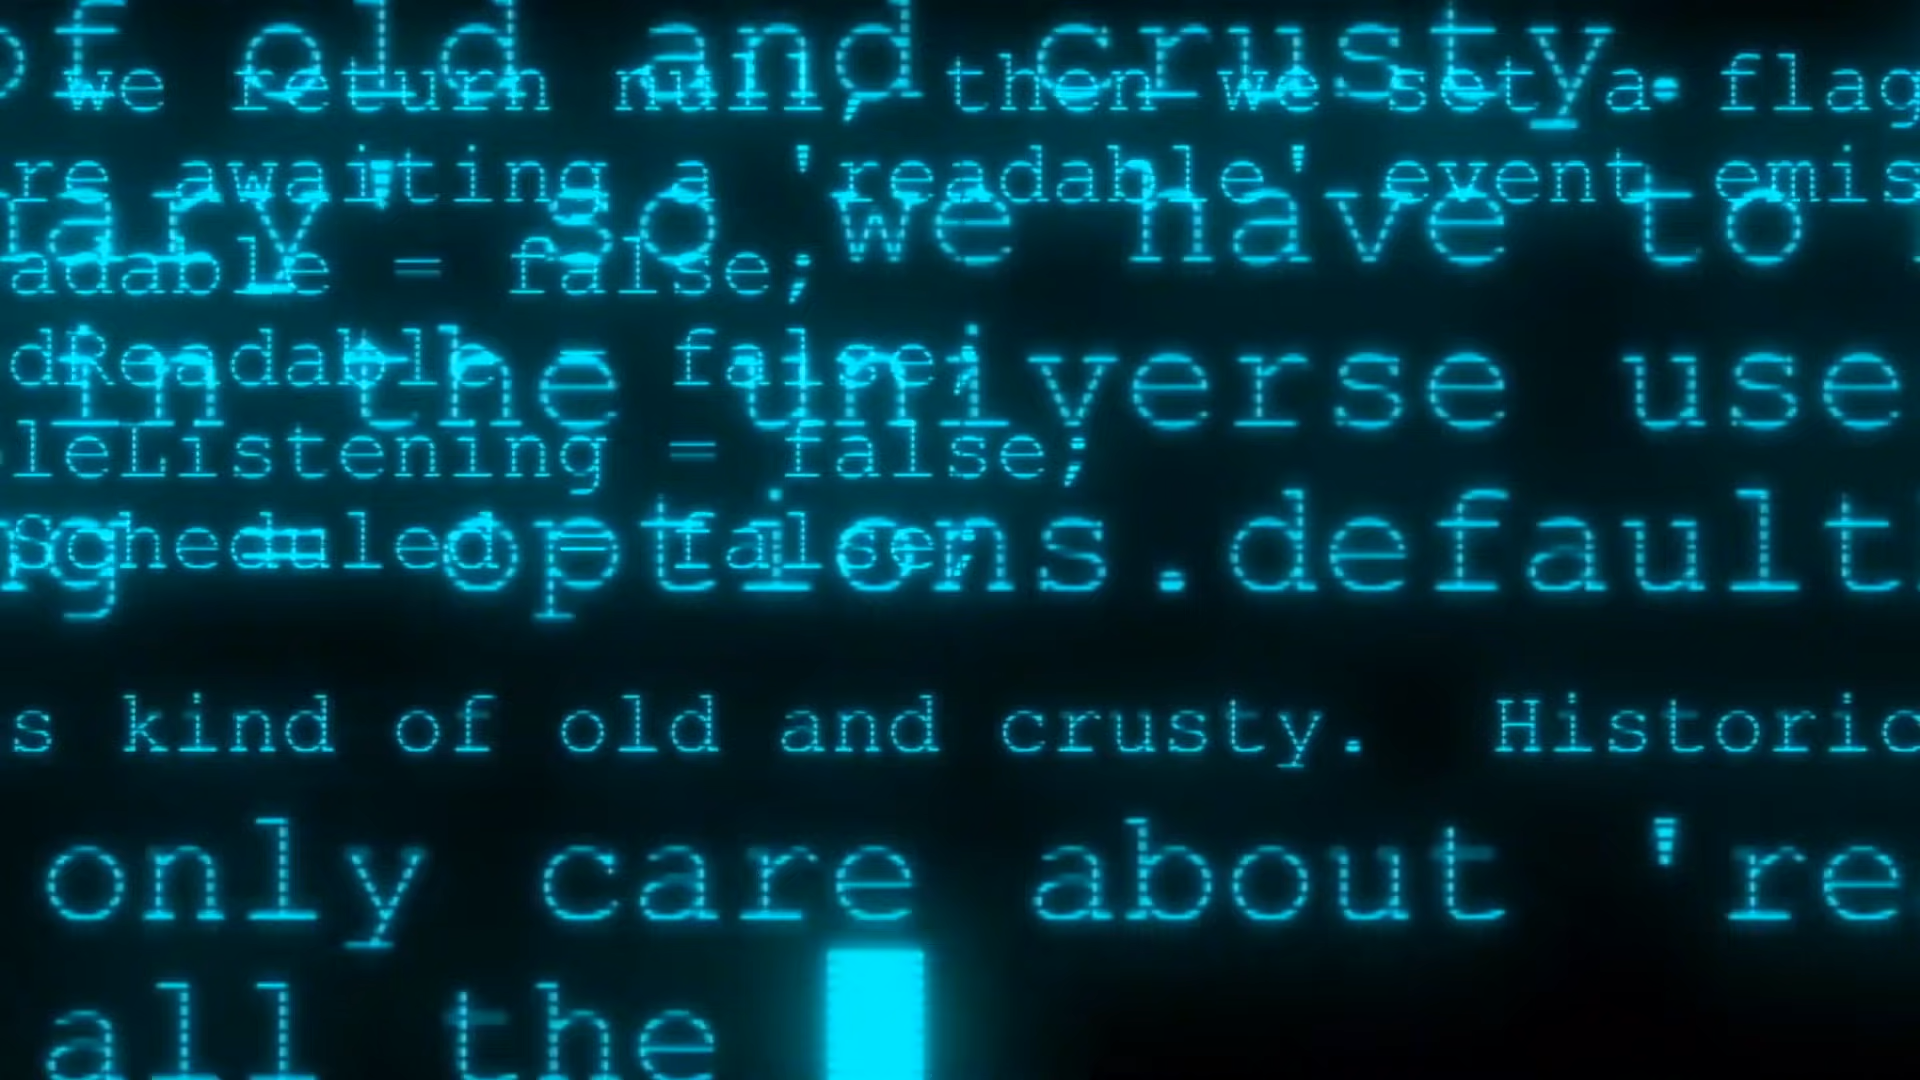 of old and crusty.
we return null, then we set a flag
re awaiting a 'readable' event emis
ary' so we have to
adable = false;
dReadable = false;
in the universe use
leListening = false;
Scheduled = false;
options.default
s kind of old and crusty.  Historic
only care about 're
all the